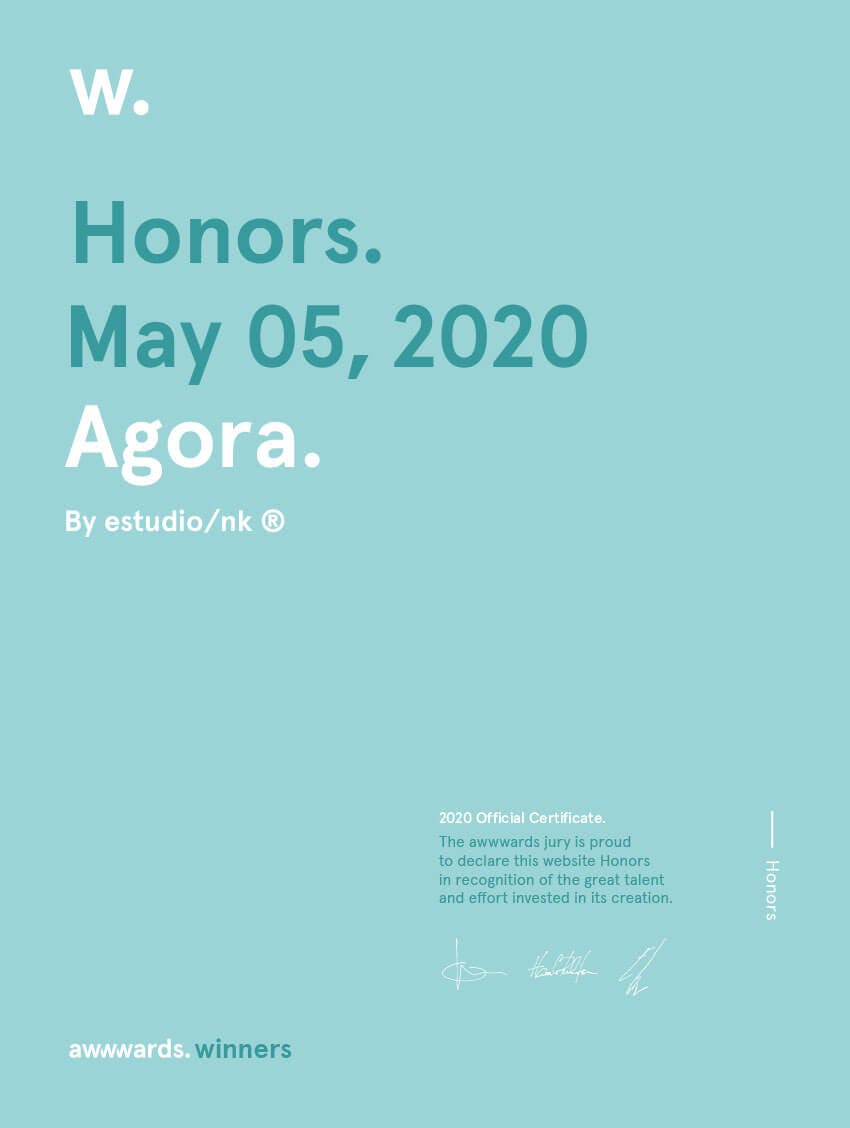 w.
Honors.
May 05, 2020
Agora.
By estudio/nk ®
2020 Official Certificate.
The awwwards jury is proud
to declare this website Honors
in recognition of the great talent
and effort invested in its creation.
Honors
awwwards. winners